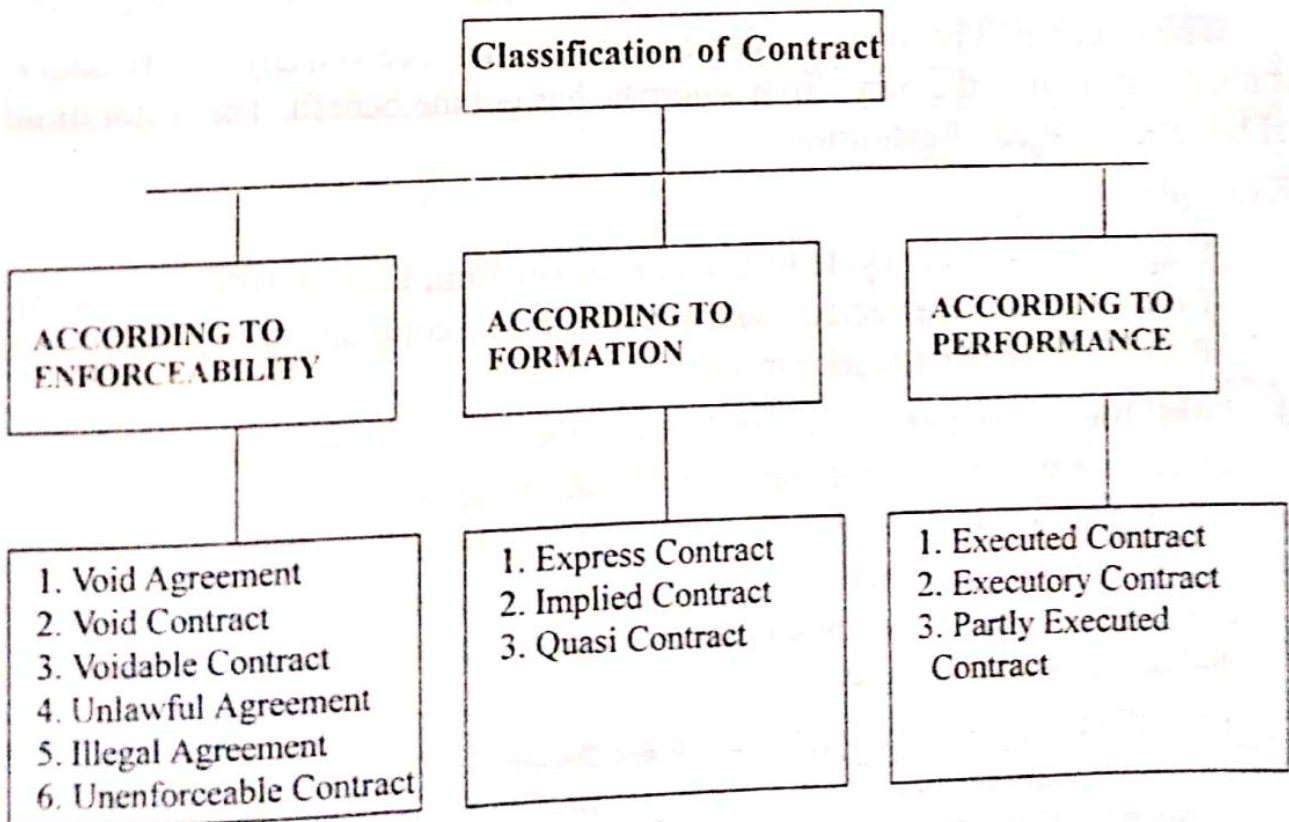 Classification of Contract
ACCORDING TO
ENFORCEABILITY
ACCORDING TO
FORMATION
ACCORDING TO
PERFORMANCE
1. Void Agreement
2. Void Contract
3. Voidable Contract
4. Unlawful Agreement
5. Illegal Agreement
6. Unenforceable Contract
1. Express Contract
2. Implied Contract
3. Quasi Contract
1. Executed Contract
2. Executory Contract
3. Partly Executed
Contract